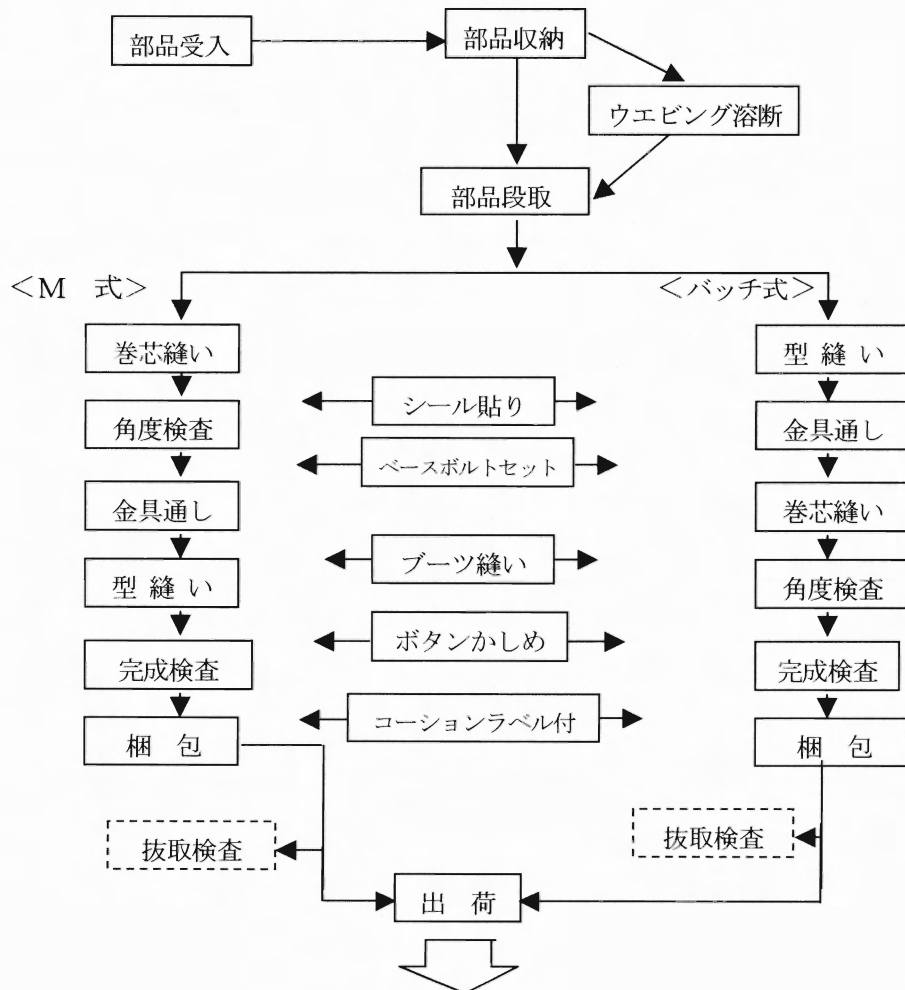 部品受入
部品収納
ウエビング溶断
部品段取
＜M　式＞
＜バッチ式＞
巻芯縫い
角度検査
金具通し
型 縫 い
完成検査
梱　包
抜取検査
シール貼り
ベースボルトセット
ブーツ縫い
ボタンかしめ
コーションラベル付
型 縫 い
金具通し
巻芯縫い
角度検査
完成検査
梱　包
抜取検査
出　荷